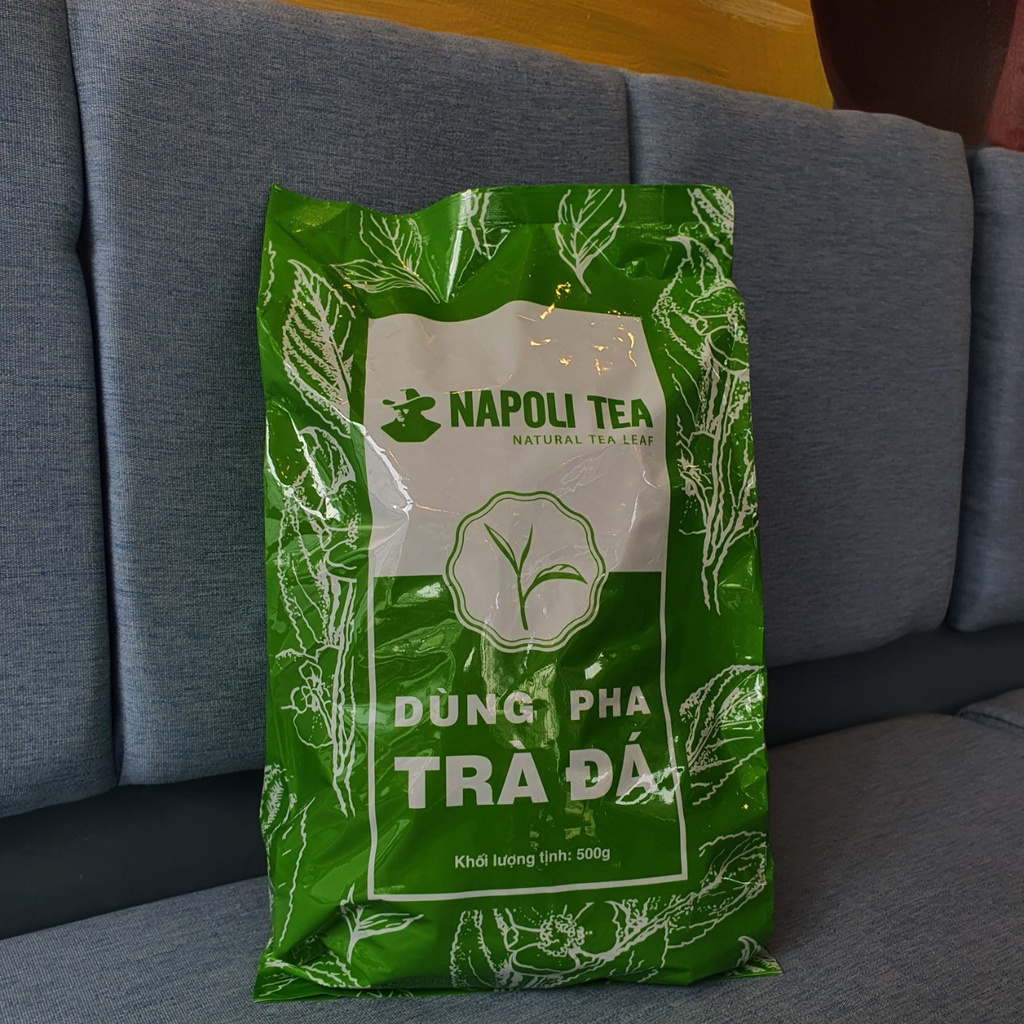 NAPOLI TEA
NATURAL TEA LEAF
DÙNG PHA
TRÀ ĐÁ
Khối lượng tịnh: 500g